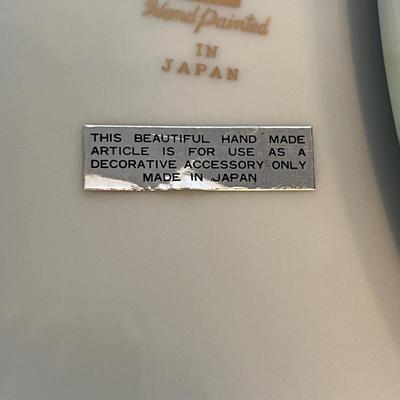 Hand Painted
IN
JAPAN
THIS BEAUTIFUL HAND MADE
ARTICLE IS FOR USE AS A
DECORATIVE ACCESSORY ONLY
MADE IN JAPAN